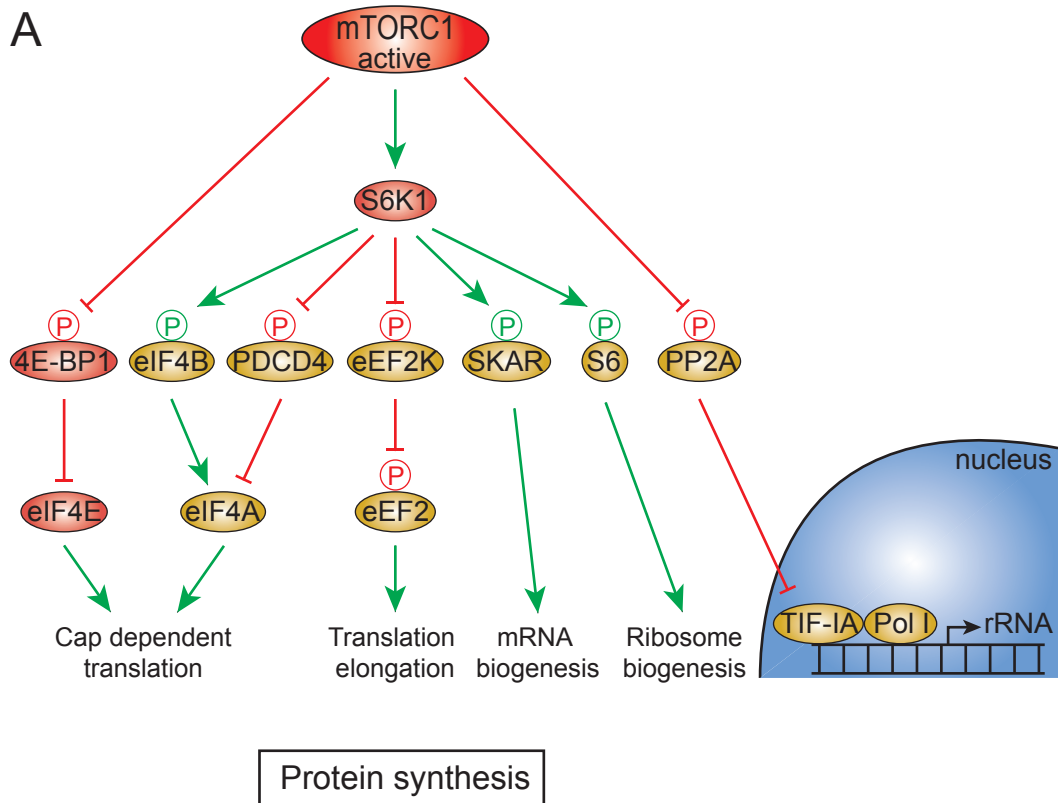 A
mTORC1
active
S6K1
P P P P P P P
4E-BP1 eIF4B PDCD4 eEF2K SKAR S6 PP2A
nucleus
P
eIF4E eIF4A eEF2
TIF-IA Pol I rRNA
Cap dependent
translation
Translation
elongation
mRNA
biogenesis
Ribosome
biogenesis
Protein synthesis